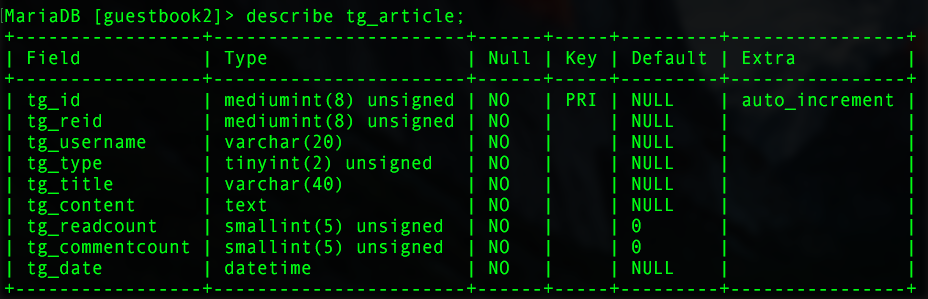 MariaDB [guestbook2]> describe tg_article;
+-----------------+-----------------------+------+-----+---------+----------------+
| Field           | Type                  | Null | Key | Default | Extra          |
+-----------------+-----------------------+------+-----+---------+----------------+
| tg_id           | mediumint(8) unsigned | NO   | PRI | NULL    | auto_increment |
| tg_reid         | mediumint(8) unsigned | NO   |     | NULL    |                |
| tg_username     | varchar(20)           | NO   |     | NULL    |                |
| tg_type         | tinyint(2) unsigned   | NO   |     | NULL    |                |
| tg_title        | varchar(40)           | NO   |     | NULL    |                |
| tg_content      | text                  | NO   |     | NULL    |                |
| tg_readcount    | smallint(5) unsigned  | NO   |     | 0       |                |
| tg_commentcount | smallint(5) unsigned  | NO   |     | 0       |                |
| tg_date         | datetime              | NO   |     | NULL    |                |
+-----------------+-----------------------+------+-----+---------+----------------+